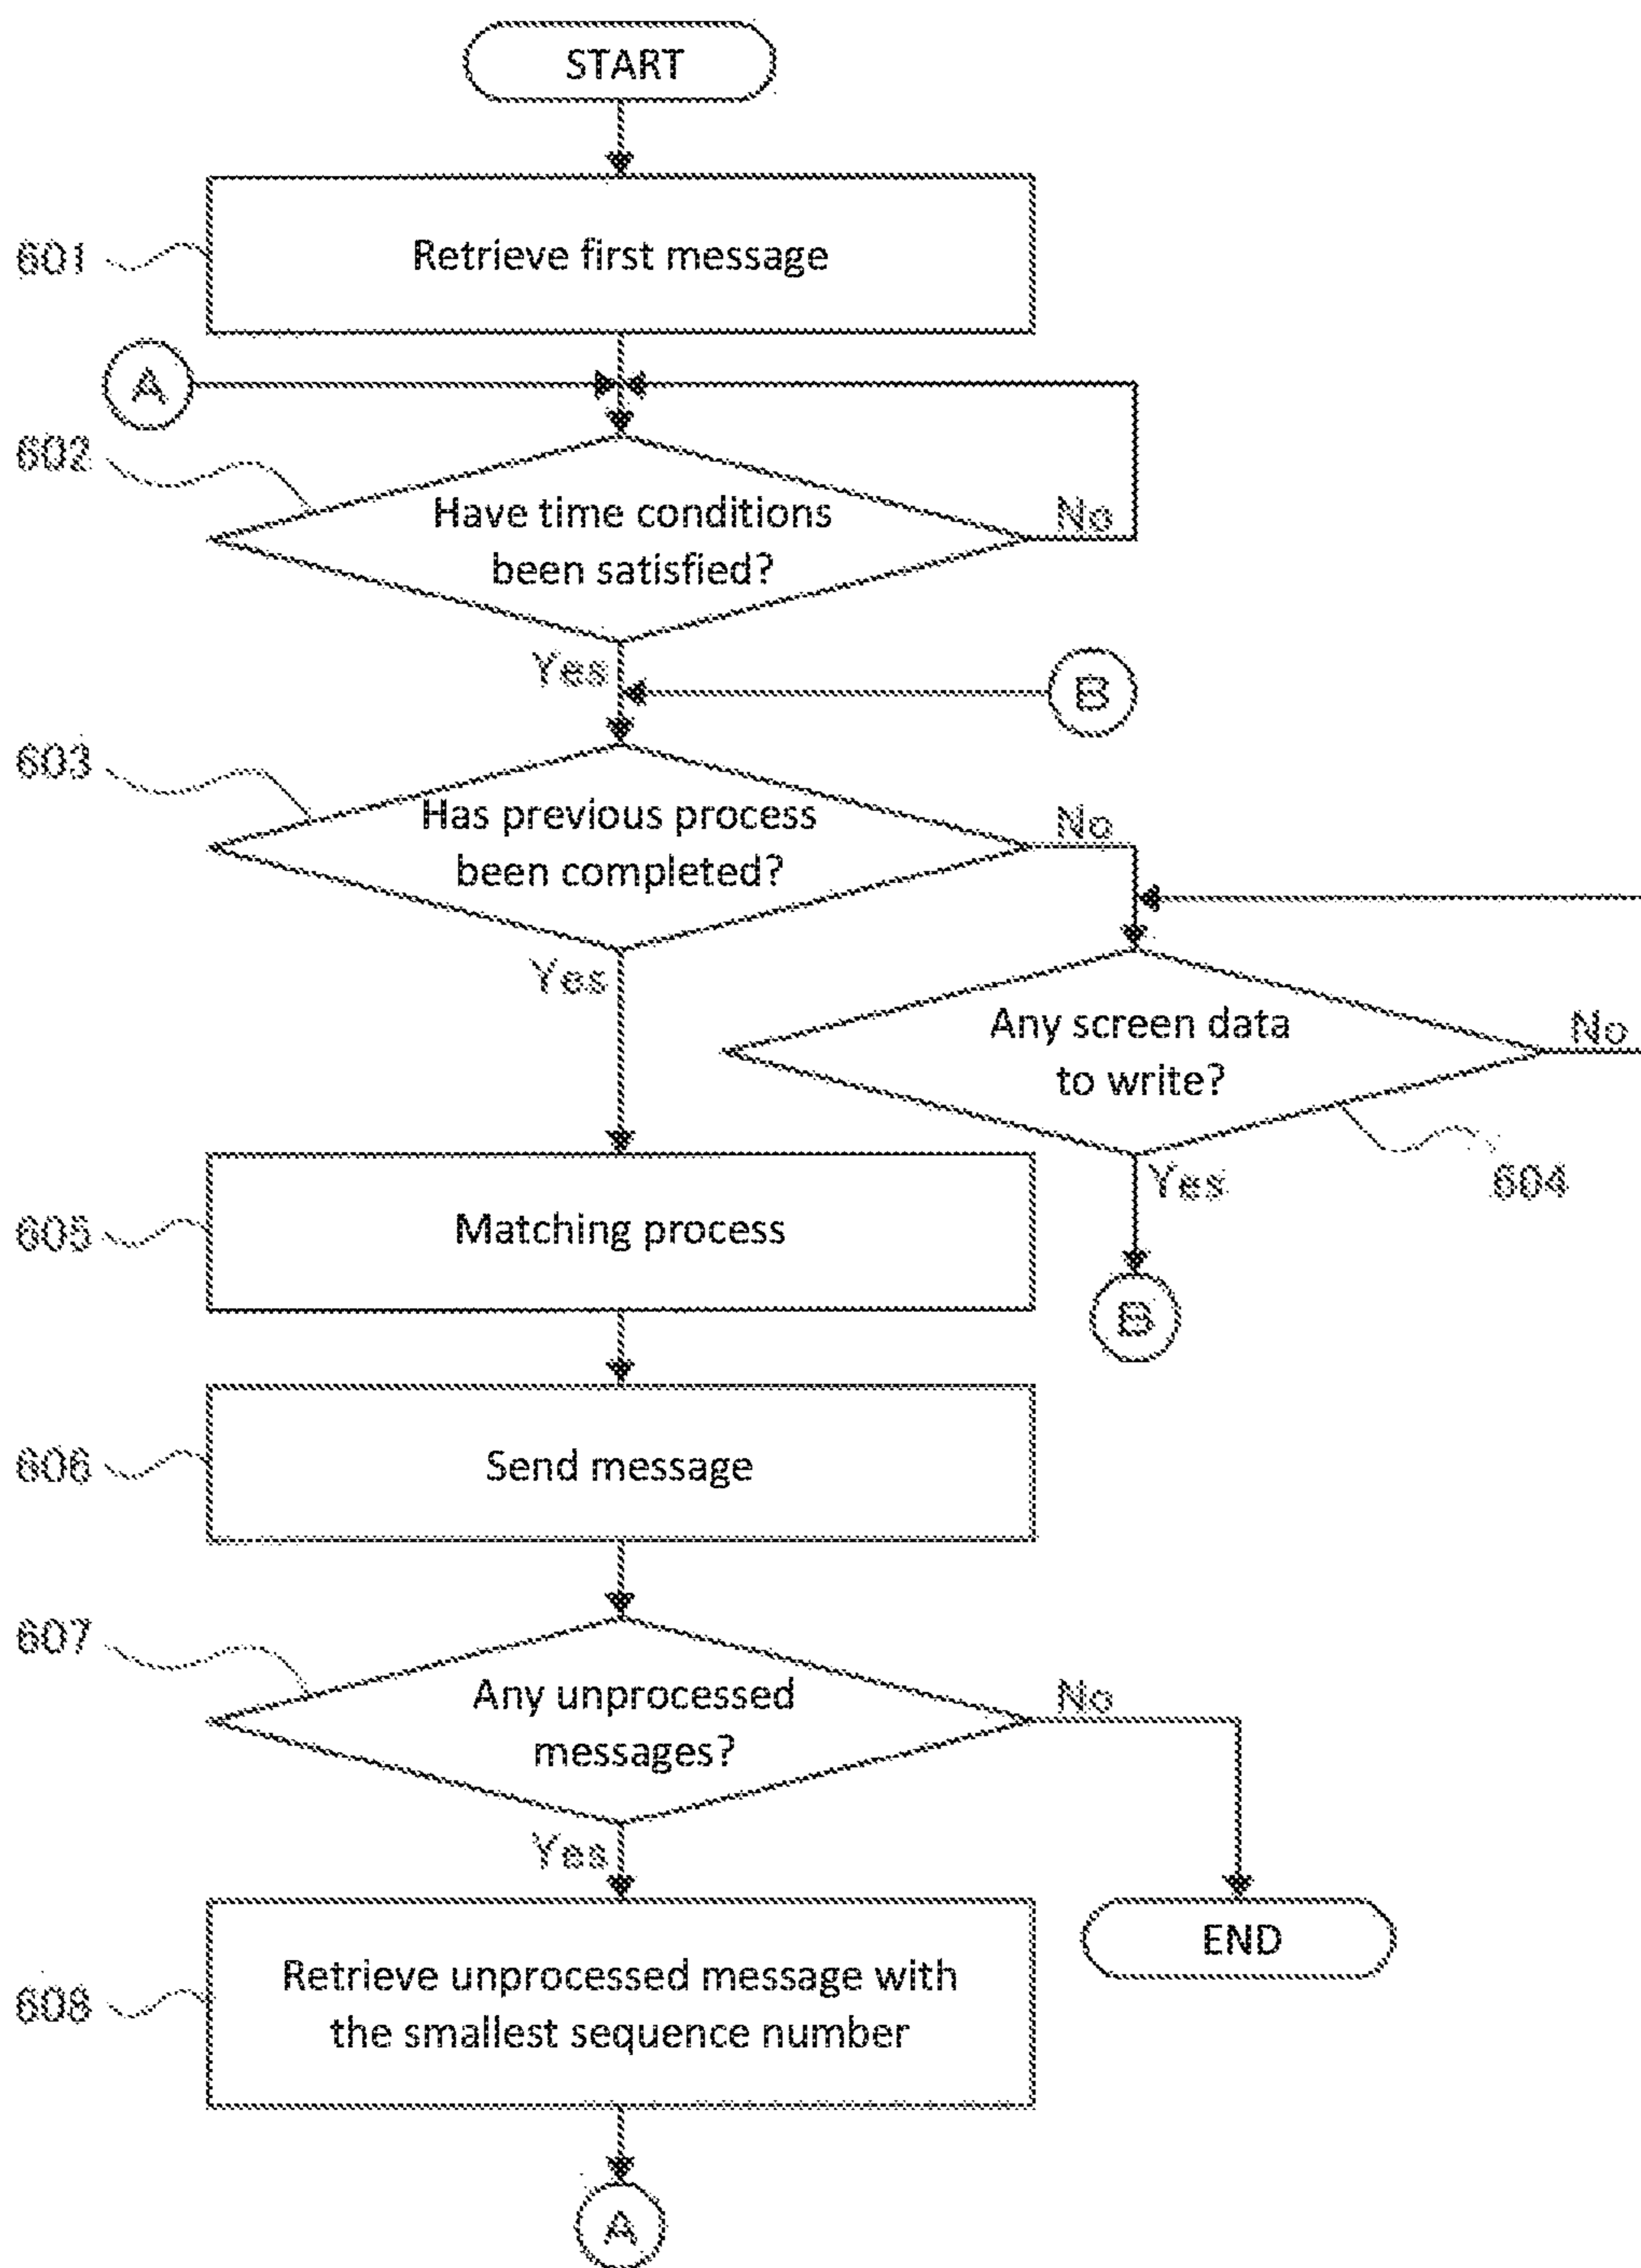 START
601
Retrieve first message
A
602
Have time conditions
been satisfied?
No
Yes
B
603
Has previous process
been completed?
No
Yes
Any screen data
to write?
No
604
Yes
B
605
Matching process
606
Send message
607
Any unprocessed
messages?
No
Yes
END
608
Retrieve unprocessed message with
the smallest sequence number
A